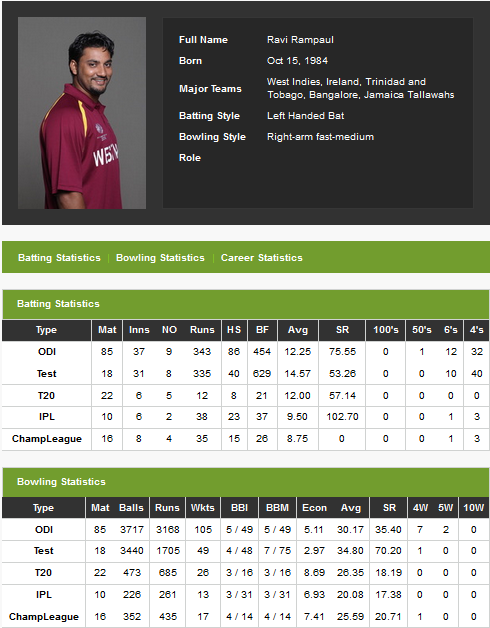 Full Name Ravi Rampaul
Born Oct 15, 1984
Major Teams West Indies, Ireland, Trinidad and
Tobago, Bangalore, Jamaica Tallawahs
Batting Style Left Handed Bat
Bowling Style Right-arm fast-medium
Role
WEST
Batting Statistics | Bowling Statistics | Career Statistics
Batting Statistics
Type Mat Inns NO Runs HS BF Avg SR 100's 50's 6's 4's
ODI 85 37 9 343 86 454 12.25 75.55 0 1 12 32
Test 18 31 8 335 40 629 14.57 53.26 0 0 10 40
T20 22 6 5 12 8 21 12.00 57.14 0 0 0 0
IPL 10 6 2 38 23 37 9.50 102.70 0 0 1 3
ChampLeague 16 8 4 35 15 26 8.75 0 0 0 1 3
Bowling Statistics
Type Mat Balls Runs Wkts BBI BBM Econ Avg SR 4W 5W 10W
ODI 85 3717 3168 105 5 / 49 5 / 49 5.11 30.17 35.40 7 2 0
Test 18 3440 1705 49 4 / 48 7 / 75 2.97 34.80 70.20 1 0 0
T20 22 473 685 26 3 / 16 3 / 16 8.69 26.35 18.19 0 0 0
IPL 10 226 261 13 3 / 31 3 / 31 6.93 20.08 17.38 0 0 0
ChampLeague 16 352 435 17 4 / 14 4 / 14 7.41 25.59 20.71 1 0 0